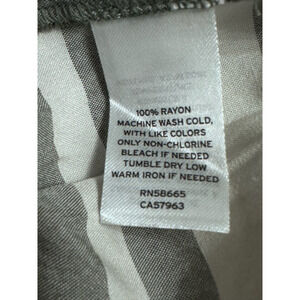 100% RAYON
MACHINE WASH COLD,
WITH LIKE COLORS
ONLY NON-CHLORINE
BLEACH IF NEEDED
TUMBLE DRY LOW
WARM IRON IF NEEDED
RN58665
CA57963